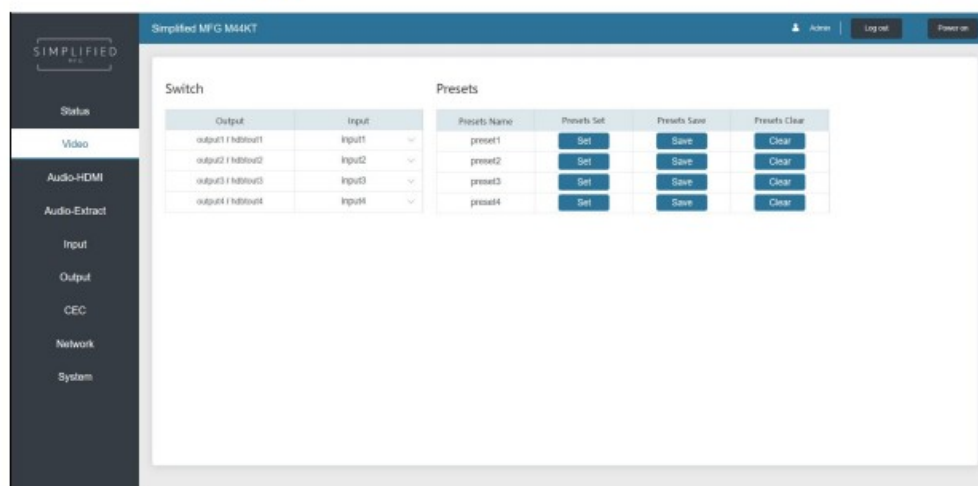 SIMPLIFIED
MFG
Simplified MFG M44KT
Admin
Log out
Power on
Status
Video
Audio-HDMI
Audio-Extract
Input
Output
CEC
Network
System
Switch
Output Input
output1 / hdbtout1 input1
output2 / hdbtout2 input2
output3 / hdbtout3 input3
output4 / hdbtout4 input4
Presets
Presets Name Presets Set Presets Save Presets Clear
preset1 Set Save Clear
preset2 Set Save Clear
preset3 Set Save Clear
preset4 Set Save Clear